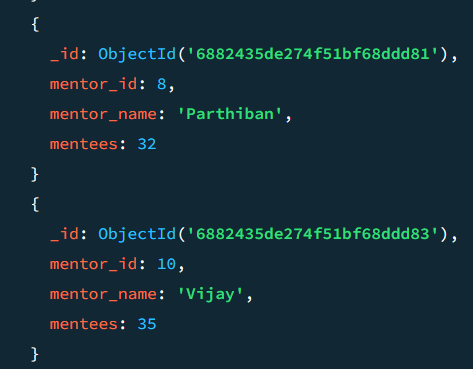 {
_id: ObjectId('6882435de274f51bf68ddd81'),
mentor_id: 8,
mentor_name: 'Parthiban',
mentees: 32
}
{
_id: ObjectId('6882435de274f51bf68ddd83'),
mentor_id: 10,
mentor_name: 'Vijay',
mentees: 35
}